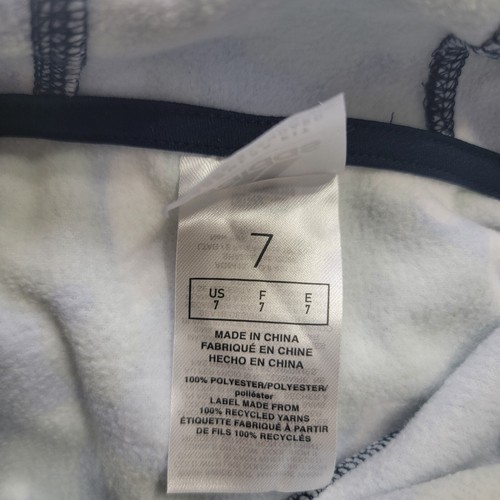 7
US F E
7 7 7
MADE IN CHINA
FABRIQUÉ EN CHINE
HECHO EN CHINA
100% POLYESTER/POLYESTER/
poliéster
LABEL MADE FROM
100% RECYCLED YARNS
ÉTIQUETTE FABRIQUÉ À PARTIR
DE FILS 100% RECYCLÉS